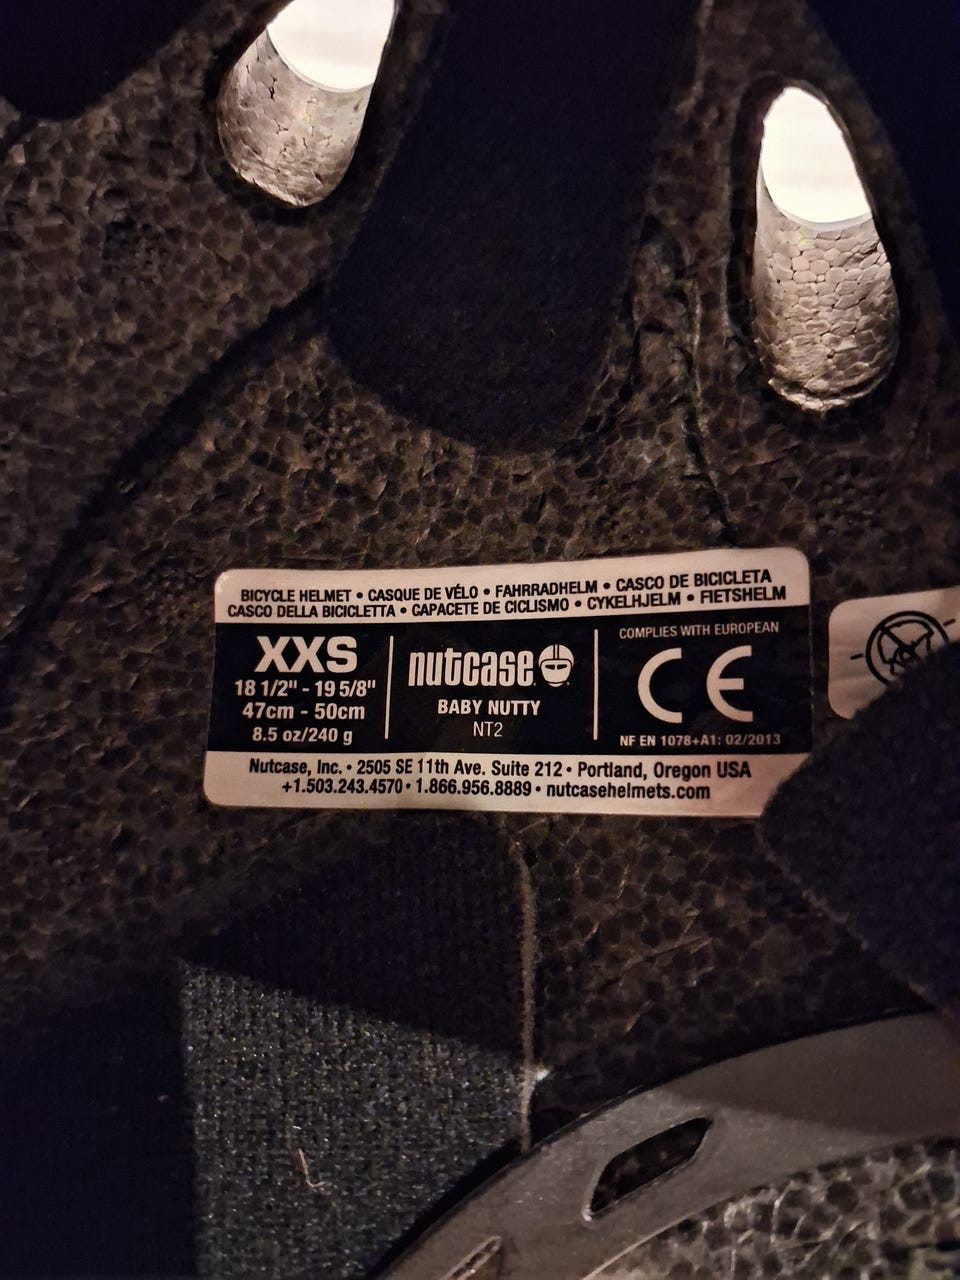 BICYCLE HELMET • CASQUE DE VÉLO • FAHRRADHELM • CASCO DE BICICLETA
CASCO DELLA BICICLETTA • CAPACETE DE CICLISMO • CYKELHJELM • FIETSHELM
XXS
18 1/2" - 19 5/8"
47cm - 50cm
8.5 oz/240 g
nutcase
BABY NUTTY
NT2
COMPLIES WITH EUROPEAN
CE
NF EN 1078+A1: 02/2013
Nutcase, Inc. • 2505 SE 11th Ave. Suite 212 • Portland, Oregon USA
+1.503.243.4570 • 1.866.956.8889 • nutcasehelmets.com